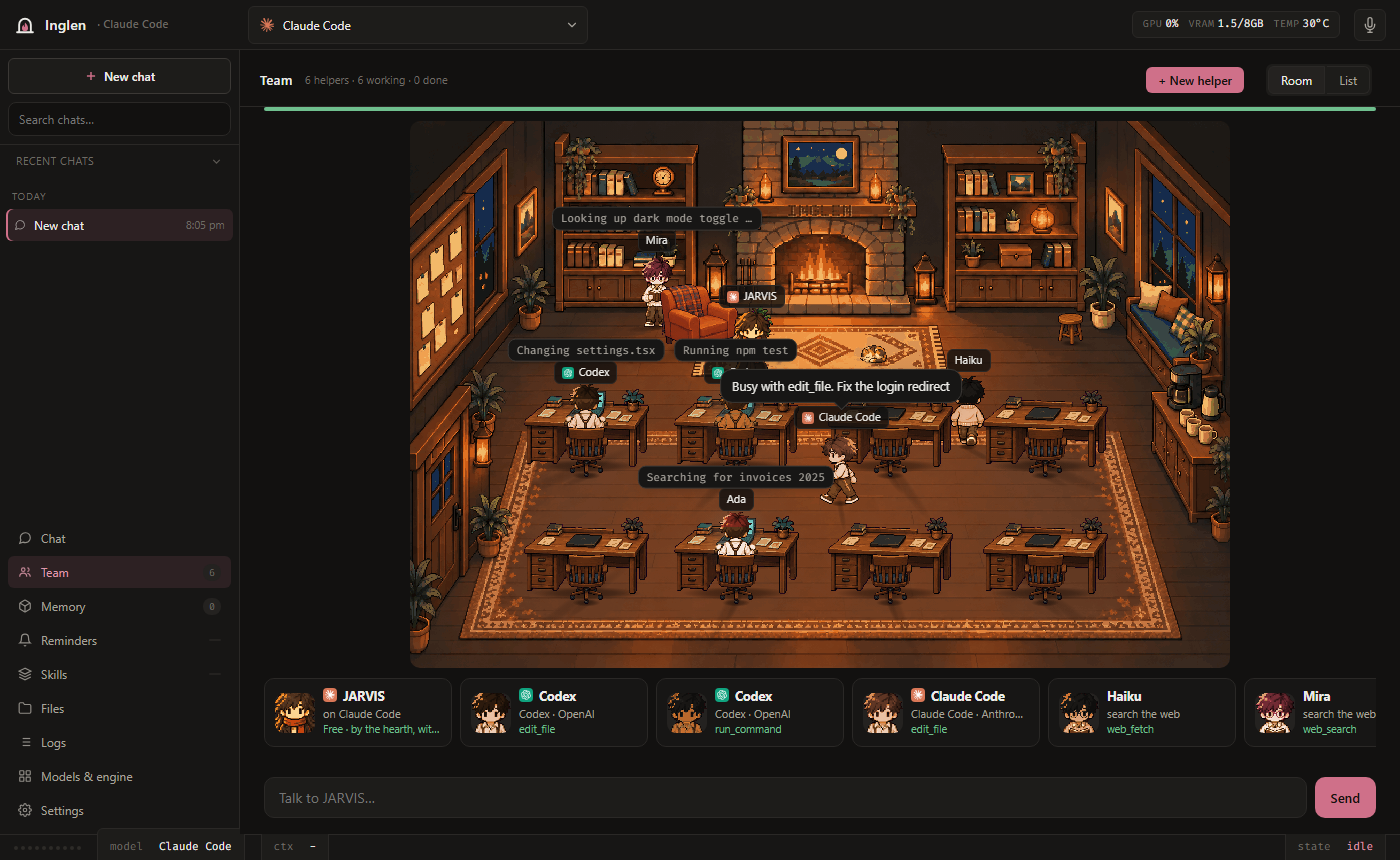 Inglen · Claude Code
Claude Code
GPU 0% VRAM 1.5/8GB TEMP 30°C
+ New chat
Search chats...
RECENT CHATS
TODAY
New chat 8:05 pm
Chat
Team 6
Memory 0
Reminders —
Skills —
Files
Logs
Models & engine
Settings
Team 6 helpers · 6 working · 0 done
+ New helper
Room List
Looking up dark mode toggle …
Mira
JARVIS
Changing settings.tsx
Running npm test
Codex
Haiku
Busy with edit_file. Fix the login redirect
Claude Code
Searching for invoices 2025
Ada
JARVIS
on Claude Code
Free · by the hearth, wit...
Codex
Codex · OpenAI
edit_file
Codex
Codex · OpenAI
run_command
Claude Code
Claude Code · Anthro...
edit_file
Haiku
search the web
web_fetch
Mira
search the web
web_search
Talk to JARVIS...
Send
model Claude Code
ctx –
state idle